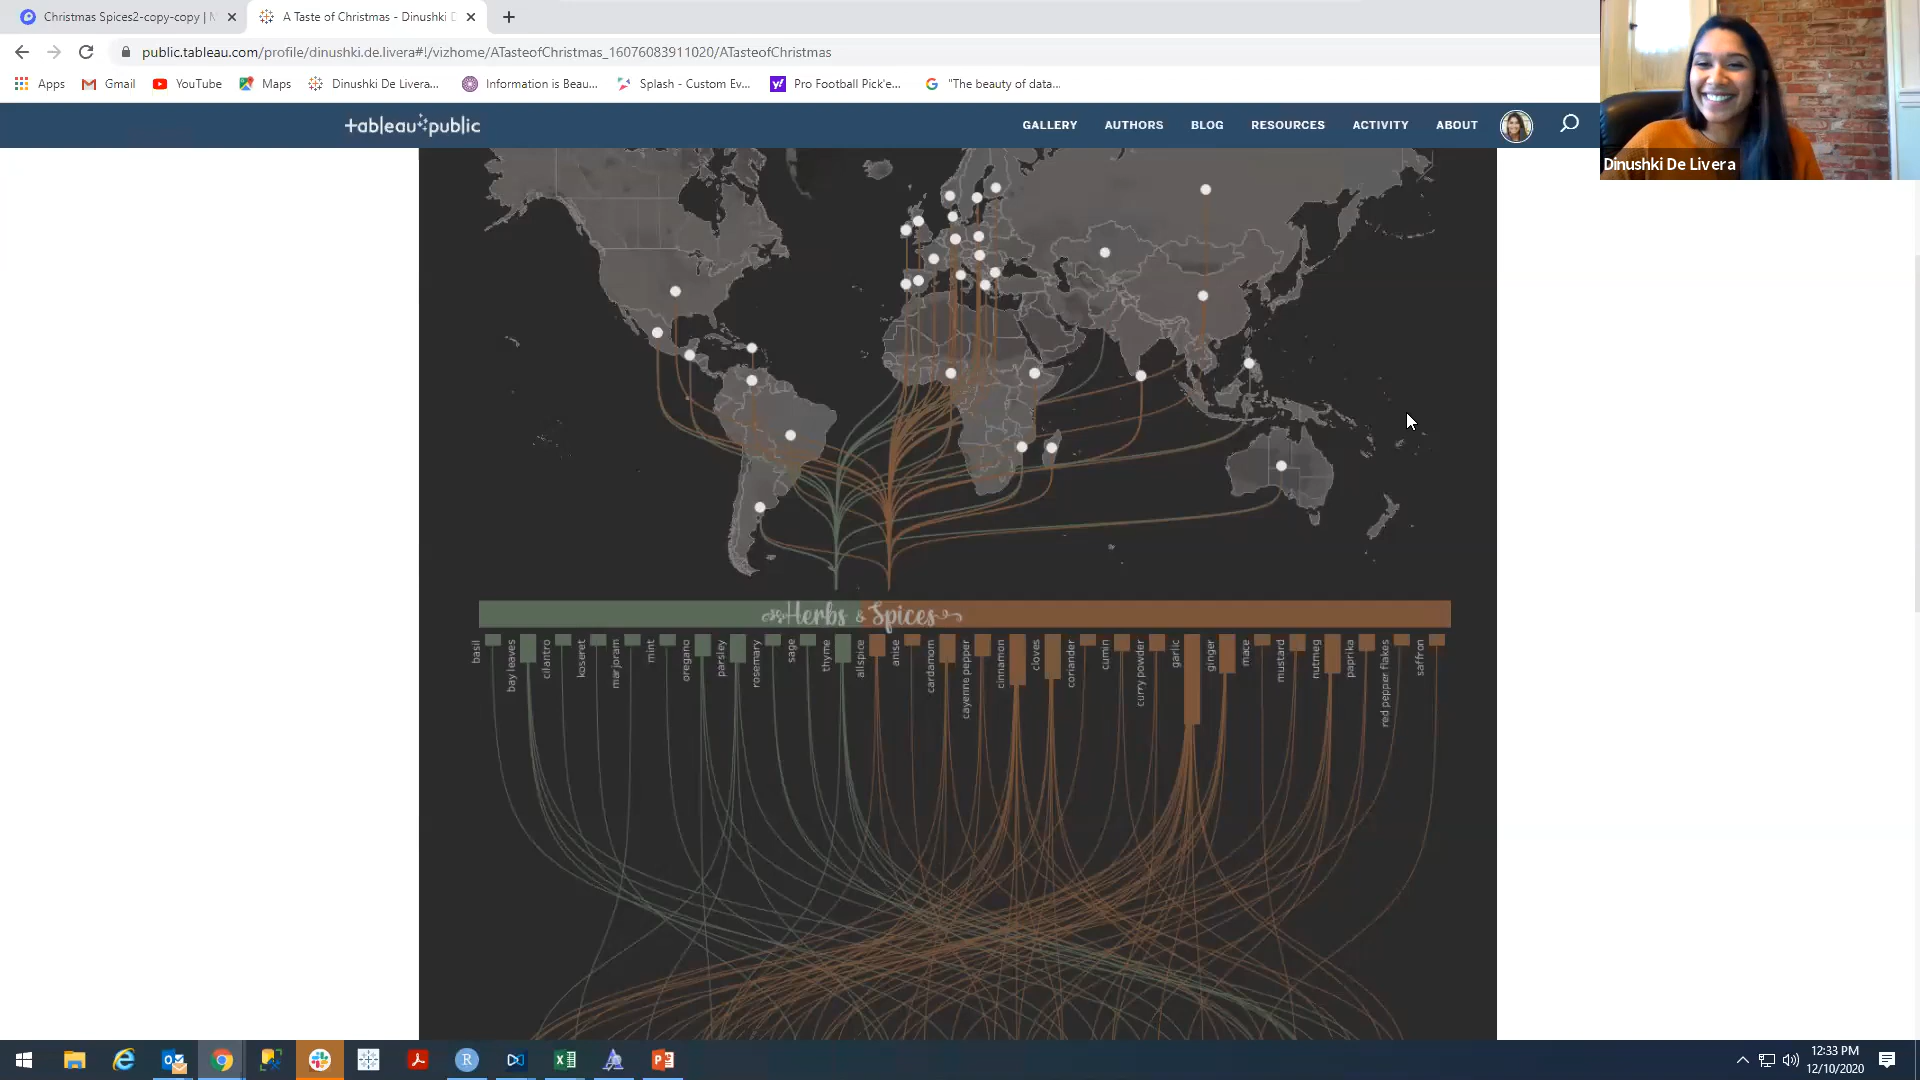 Christmas Spices2-copy-copy | M
A Taste of Christmas - Dinushki D
public.tableau.com/profile/dinushki.de.livera#!/vizhome/ATasteofChristmas_16076083911020/ATasteofChristmas
Apps Gmail YouTube Maps Dinushki De Livera... Information is Beau... Splash - Custom Ev... Pro Football Pick'e... "The beauty of data...
+ableau public
GALLERY AUTHORS BLOG RESOURCES ACTIVITY ABOUT
Dinushki De Livera
Herbs & Spices
basil
bay leaves
cilantro
koseret
marjoram
mint
oregano
parsley
rosemary
sage
thyme
allspice
anise
cardamom
cayenne pepper
cinnamon
cloves
coriander
cumin
curry powder
garlic
ginger
mace
mustard
nutmeg
paprika
red pepper flakes
saffron
12:33 PM
12/10/2020